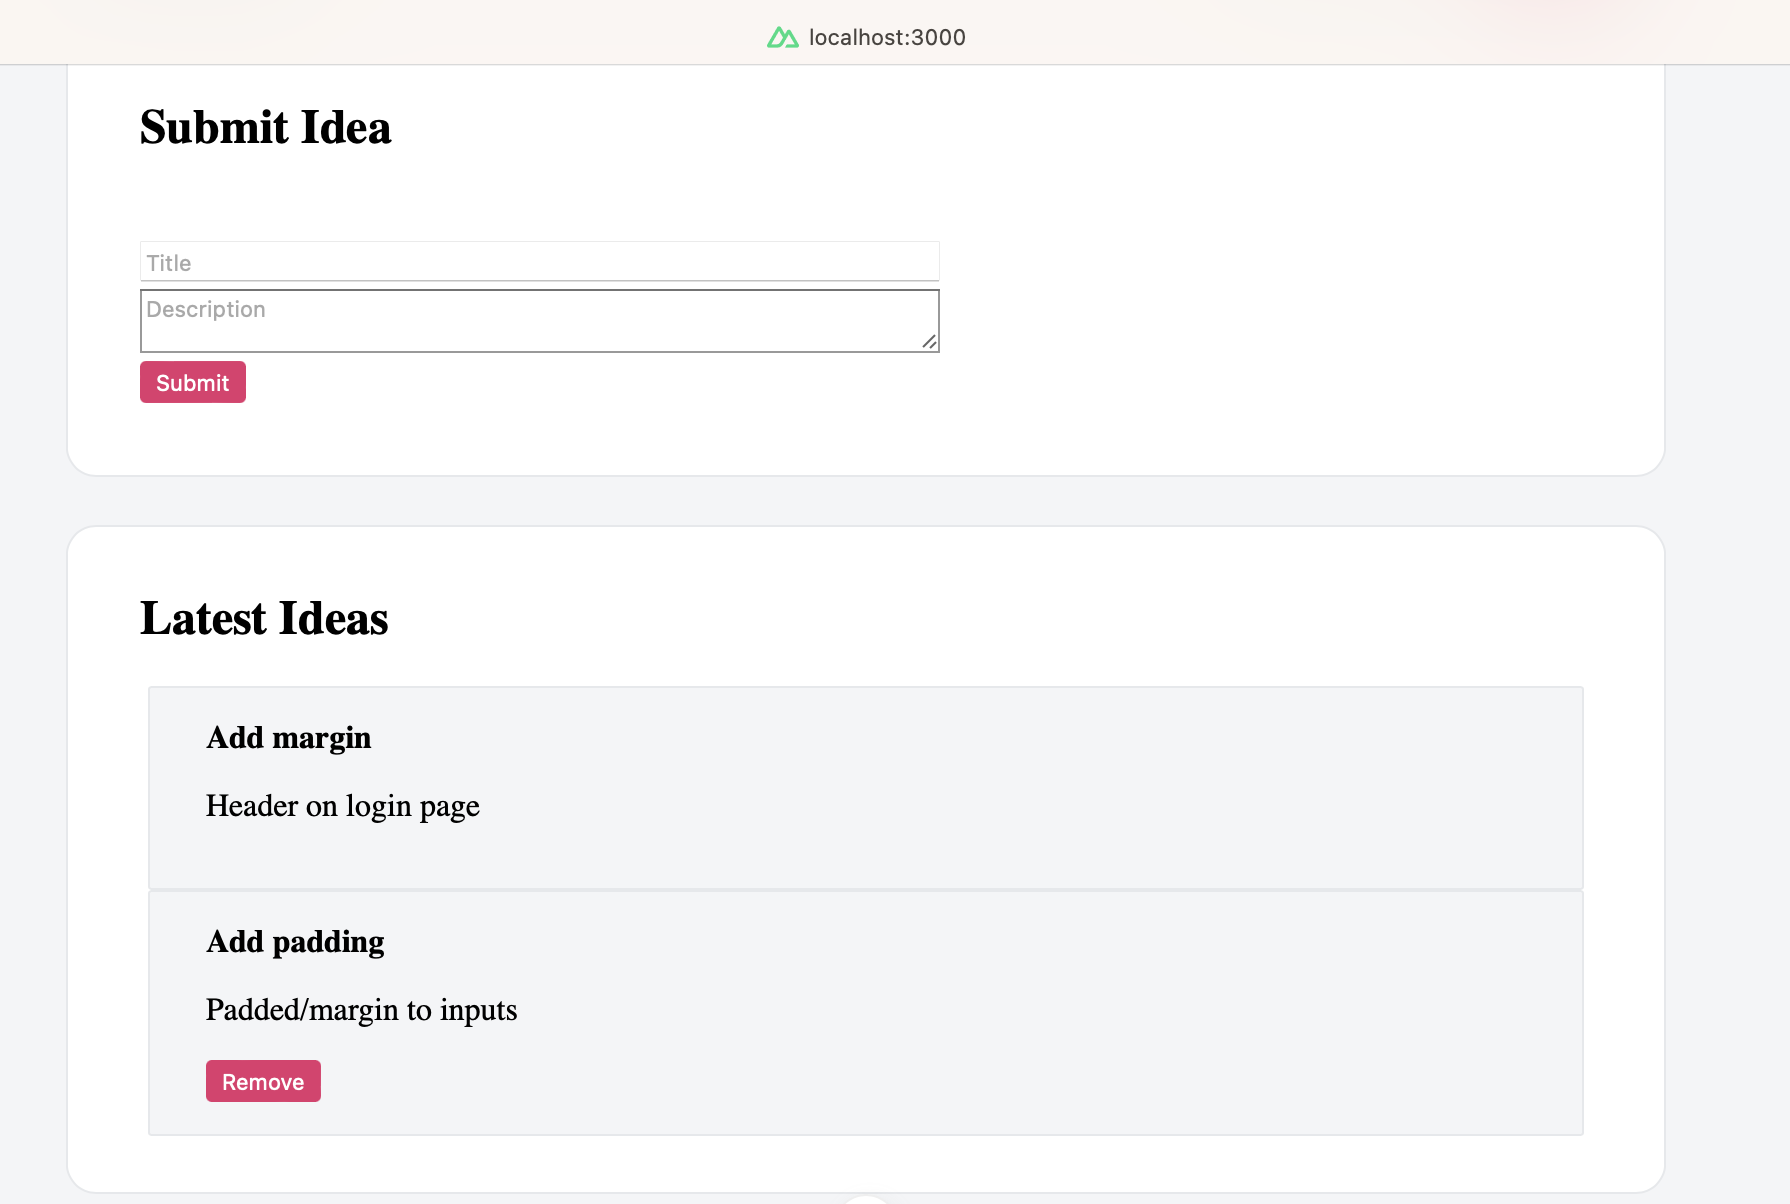 localhost:3000
Submit Idea
Title
Description
Submit
Latest Ideas
Add margin
Header on login page
Add padding
Padded/margin to inputs
Remove